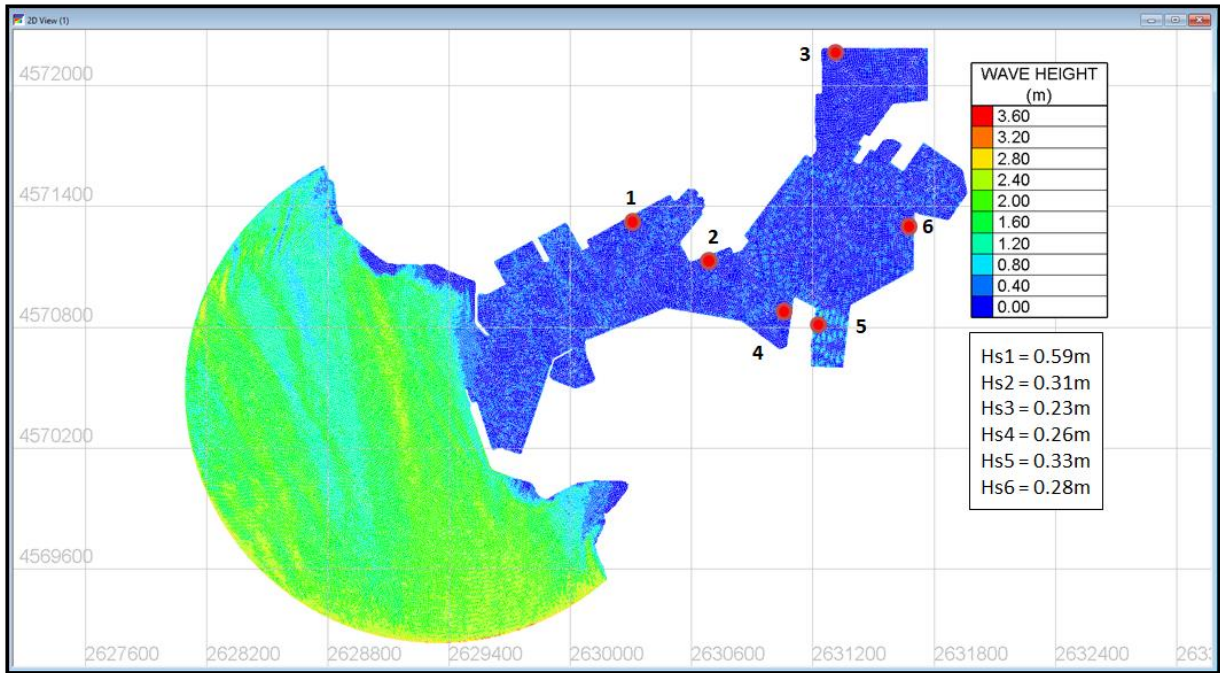 2D View (1)
3
4572000
WAVE HEIGHT
(m)
3.60
3.20
2.80
2.40
2.00
1.60
1.20
0.80
0.40
0.00
4571400
1
2
6
4570800
4
5
Hs1 = 0.59m
Hs2 = 0.31m
Hs3 = 0.23m
Hs4 = 0.26m
Hs5 = 0.33m
Hs6 = 0.28m
4570200
4569600
2627600 2628200 2628800 2629400 2630000 2630600 2631200 2631800 2632400 2633